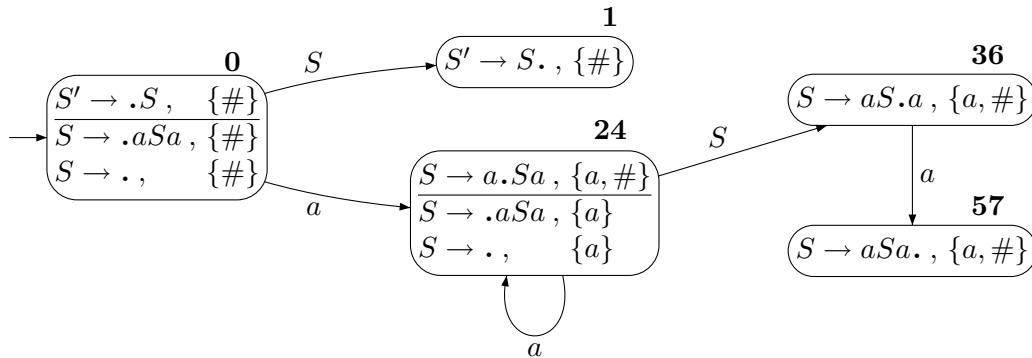 0
S' → .S , {#}
S → .aSa , {#}
S → . , {#}
S
a
1
S' → S. , {#}
24
S → a.Sa , {a, #}
S → .aSa , {a}
S → . , {a}
a
S
36
S → aS.a , {a, #}
a
57
S → aSa. , {a, #}